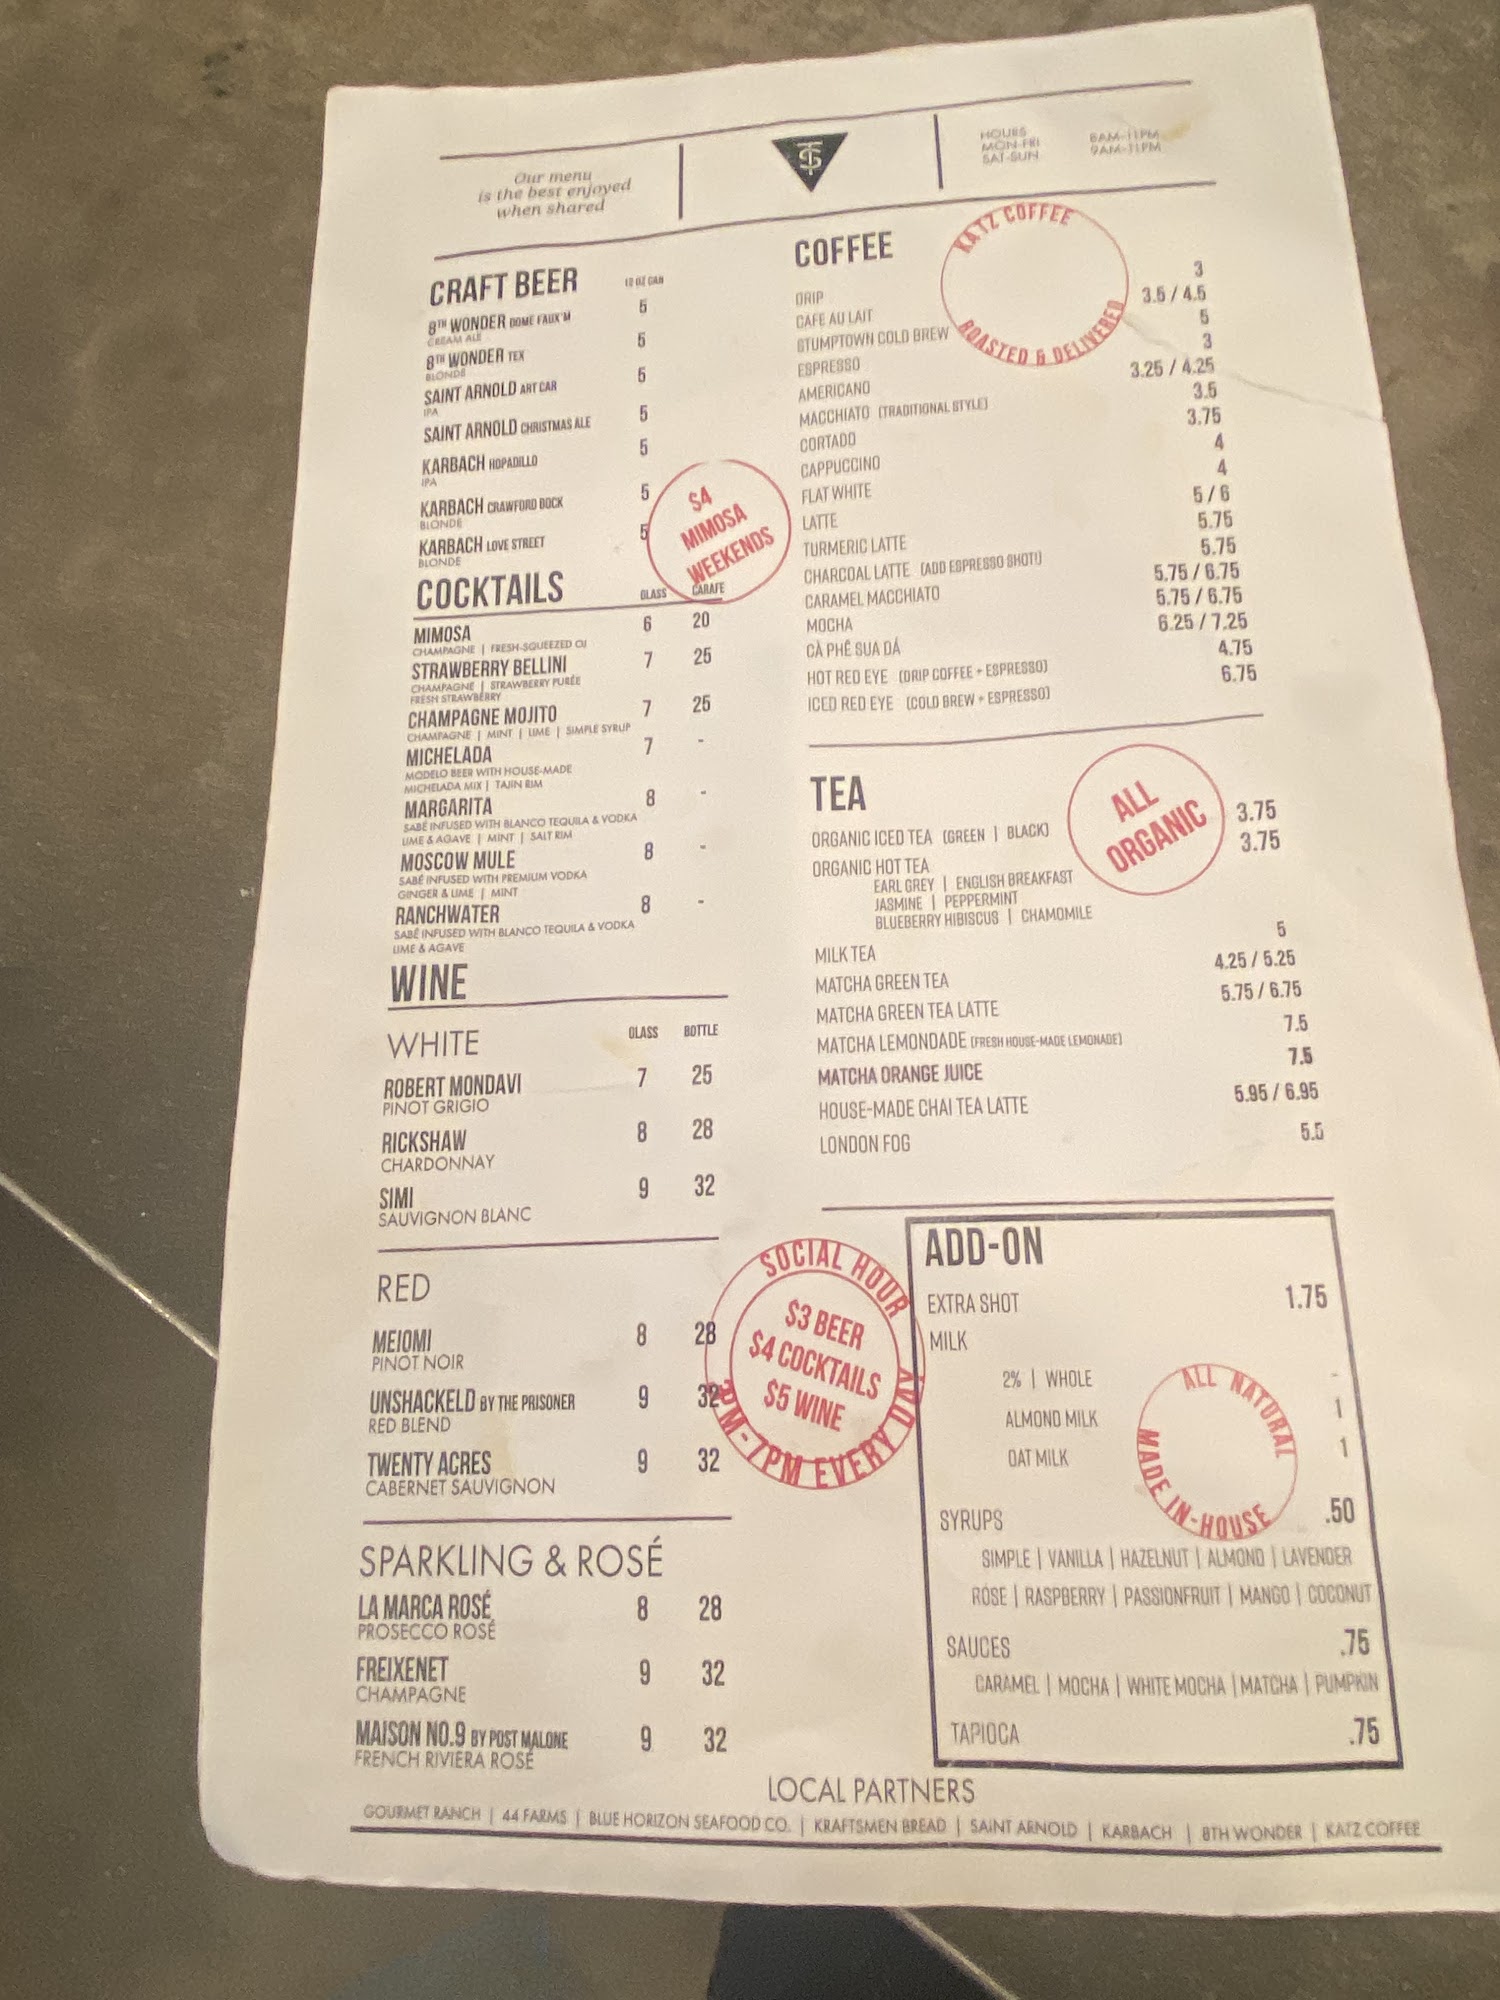 Our menu
is the best enjoyed
when shared
TSG
HOURS
MON-FRI 8AM-11PM
SAT-SUN 9AM-11PM
CRAFT BEER 12 OZ CAN
8TH WONDER DOME FAUX'M 5
CREAM ALE
8TH WONDER TEX 5
BLONDE
SAINT ARNOLD ART CAR 5
IPA
SAINT ARNOLD CHRISTMAS ALE 5
KARBACH HOPADILLO 5
IPA
KARBACH CRAWFORD BOCK 5
BLONDE
KARBACH LOVE STREET 5
BLONDE
$4
MIMOSA
WEEKENDS
COCKTAILS GLASS CARAFE
MIMOSA 6 20
CHAMPAGNE | FRESH-SQUEEZED OJ
STRAWBERRY BELLINI 7 25
CHAMPAGNE | STRAWBERRY PURÉE
FRESH STRAWBERRY
CHAMPAGNE MOJITO 7 25
CHAMPAGNE | MINT | LIME | SIMPLE SYRUP
MICHELADA 7 -
MODELO BEER WITH HOUSE-MADE
MICHELADA MIX | TAJIN RIM
MARGARITA 8 -
SABÉ INFUSED WITH BLANCO TEQUILA & VODKA
LIME & AGAVE | MINT | SALT RIM
MOSCOW MULE 8 -
SABÉ INFUSED WITH PREMIUM VODKA
GINGER & LIME | MINT
RANCHWATER 8 -
SABÉ INFUSED WITH BLANCO TEQUILA & VODKA
LIME & AGAVE
WINE
WHITE GLASS BOTTLE
ROBERT MONDAVI 7 25
PINOT GRIGIO
RICKSHAW 8 28
CHARDONNAY
SIMI 9 32
SAUVIGNON BLANC
RED
MEIOMI 8 28
PINOT NOIR
UNSHACKELD BY THE PRISONER 9 32
RED BLEND
TWENTY ACRES 9 32
CABERNET SAUVIGNON
SOCIAL HOUR
$3 BEER
$4 COCKTAILS
$5 WINE
PM-7PM EVERY DAY
SPARKLING & ROSÉ
LA MARCA ROSÉ 8 28
PROSECCO ROSÉ
FREIXENET 9 32
CHAMPAGNE
MAISON NO.9 BY POST MALONE 9 32
FRENCH RIVIERA ROSÉ
COFFEE
KATZ COFFEE
ROASTED & DELIVERED
DRIP 3
CAFE AU LAIT 3.5 / 4.5
STUMPTOWN COLD BREW 5
ESPRESSO 3
AMERICANO 3.25 / 4.25
MACCHIATO (TRADITIONAL STYLE) 3.5
CORTADO 3.75
CAPPUCCINO 4
FLAT WHITE 4
LATTE 5 / 6
TURMERIC LATTE 5.75
CHARCOAL LATTE (ADD ESPRESSO SHOT!) 5.75
CARAMEL MACCHIATO 5.75 / 6.75
MOCHA 5.75 / 6.75
CÀ PHÊ SUA DÁ 6.25 / 7.25
HOT RED EYE (DRIP COFFEE + ESPRESSO) 4.75
ICED RED EYE (COLD BREW + ESPRESSO) 6.75
TEA
ALL
ORGANIC
ORGANIC ICED TEA (GREEN | BLACK) 3.75
ORGANIC HOT TEA 3.75
EARL GREY | ENGLISH BREAKFAST
JASMINE | PEPPERMINT
BLUEBERRY HIBISCUS | CHAMOMILE
MILK TEA 5
MATCHA GREEN TEA 4.25 / 5.25
MATCHA GREEN TEA LATTE 5.75 / 6.75
MATCHA LEMONDADE (FRESH HOUSE-MADE LEMONADE) 7.5
MATCHA ORANGE JUICE 7.5
HOUSE-MADE CHAI TEA LATTE 5.95 / 6.95
LONDON FOG 5.5
ADD-ON
EXTRA SHOT 1.75
MILK
2% | WHOLE -
ALMOND MILK 1
OAT MILK 1
ALL NATURAL
MADE IN-HOUSE
SYRUPS .50
SIMPLE | VANILLA | HAZELNUT | ALMOND | LAVENDER
ROSE | RASPBERRY | PASSIONFRUIT | MANGO | COCONUT
SAUCES .75
CARAMEL | MOCHA | WHITE MOCHA | MATCHA | PUMPKIN
TAPIOCA .75
LOCAL PARTNERS
GOURMET RANCH | 44 FARMS | BLUE HORIZON SEAFOOD CO. | KRAFTSMEN BREAD | SAINT ARNOLD | KARBACH | 8TH WONDER | KATZ COFFEE